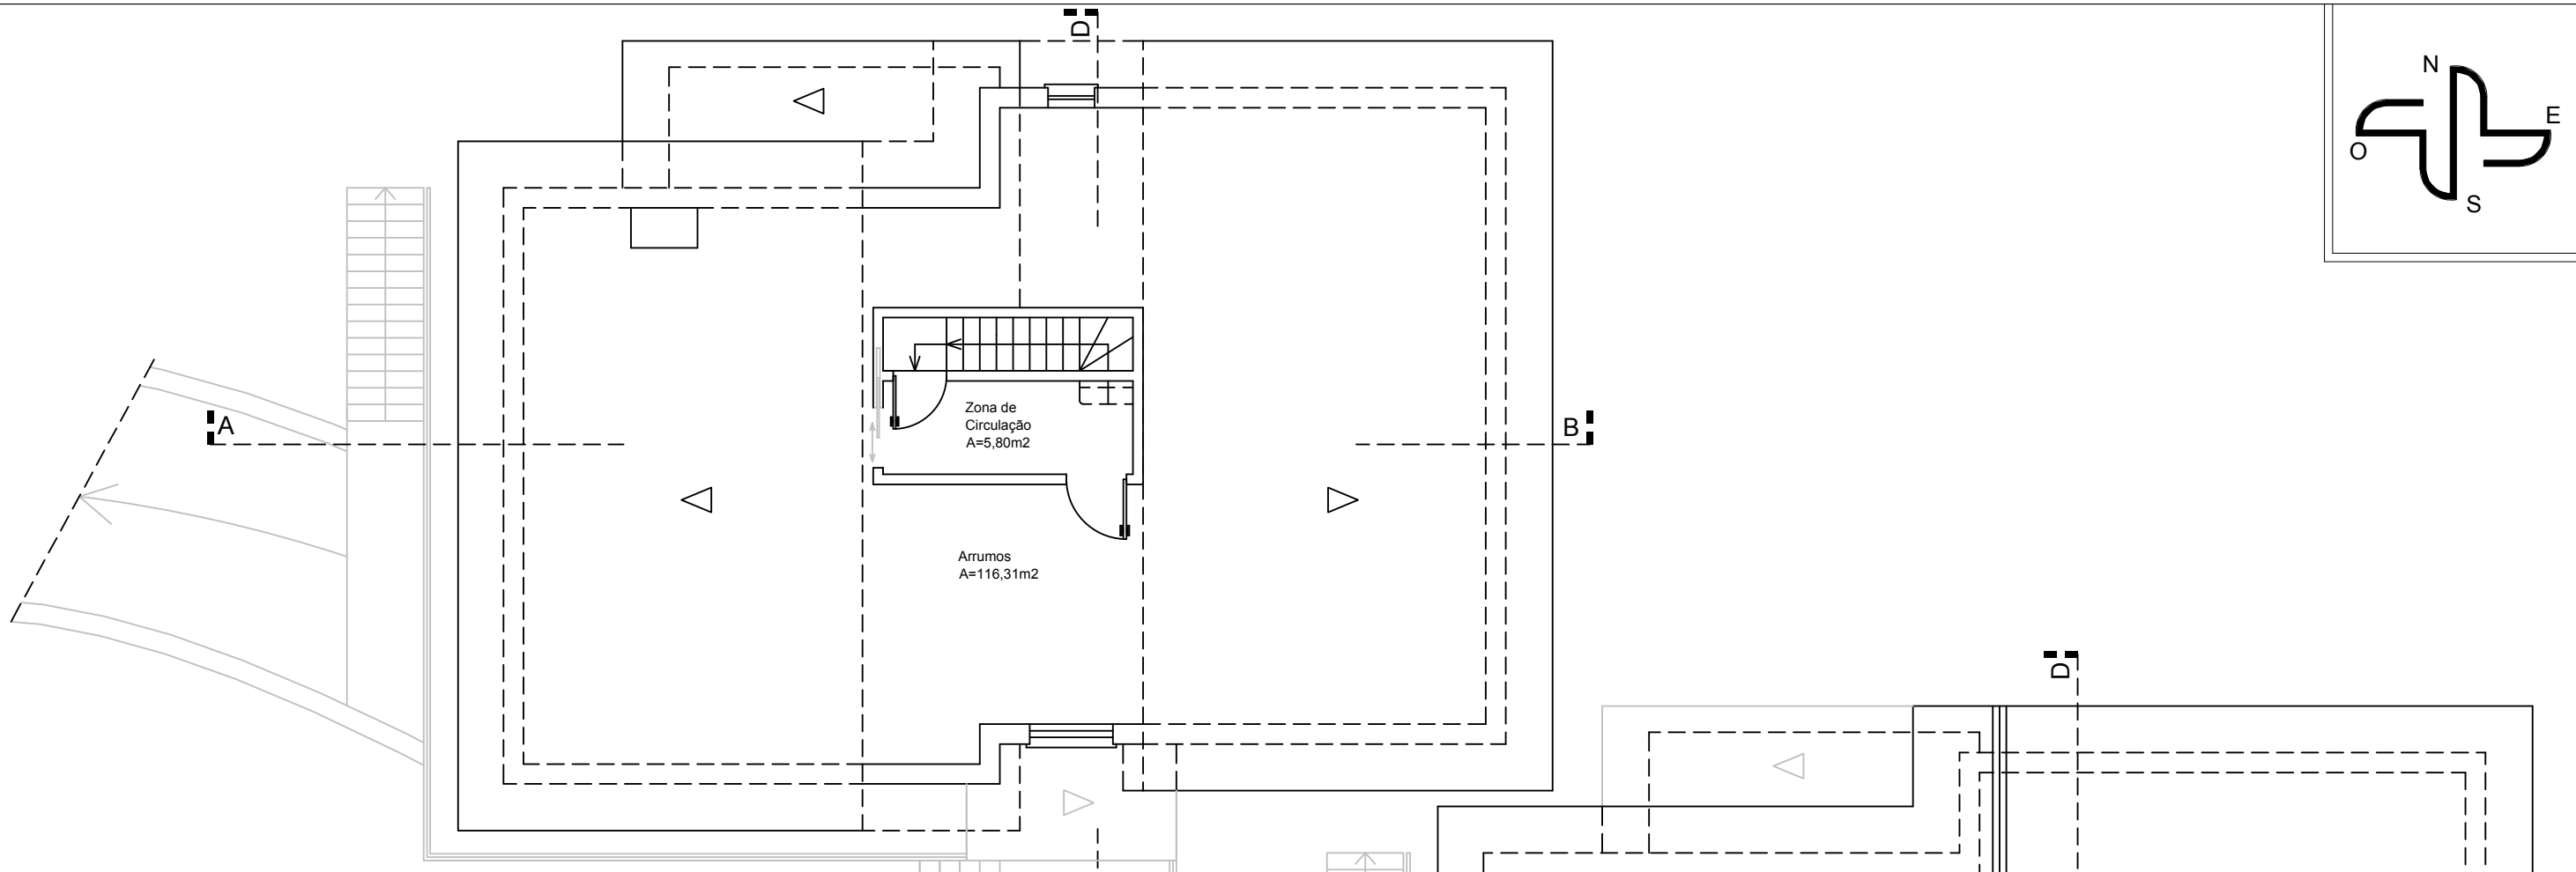 D
N
E
O
S
A
Zona de
Circulação
A=5,80m2
B
Arrumos
A=116,31m2
D